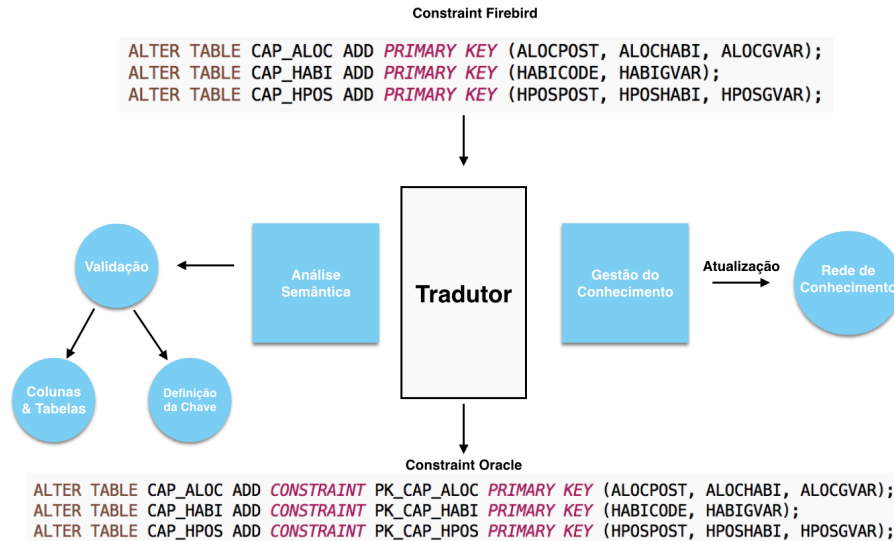 Constraint Firebird
ALTER TABLE CAP_ALOC ADD PRIMARY KEY (ALOCPOST, ALOCHABI, ALOCGVAR);
ALTER TABLE CAP_HABI ADD PRIMARY KEY (HABICODE, HABIGVAR);
ALTER TABLE CAP_HPOS ADD PRIMARY KEY (HPOSPOST, HPOSHABI, HPOSGVAR);
Validação
Análise
Semântica
Tradutor
Gestão do
Conhecimento
Atualização
Rede de
Conhecimento
Colunas
& Tabelas
Definição
da Chave
Constraint Oracle
ALTER TABLE CAP_ALOC ADD CONSTRAINT PK_CAP_ALOC PRIMARY KEY (ALOCPOST, ALOCHABI, ALOCGVAR);
ALTER TABLE CAP_HABI ADD CONSTRAINT PK_CAP_HABI PRIMARY KEY (HABICODE, HABIGVAR);
ALTER TABLE CAP_HPOS ADD CONSTRAINT PK_CAP_HPOS PRIMARY KEY (HPOSPOST, HPOSHABI, HPOSGVAR);